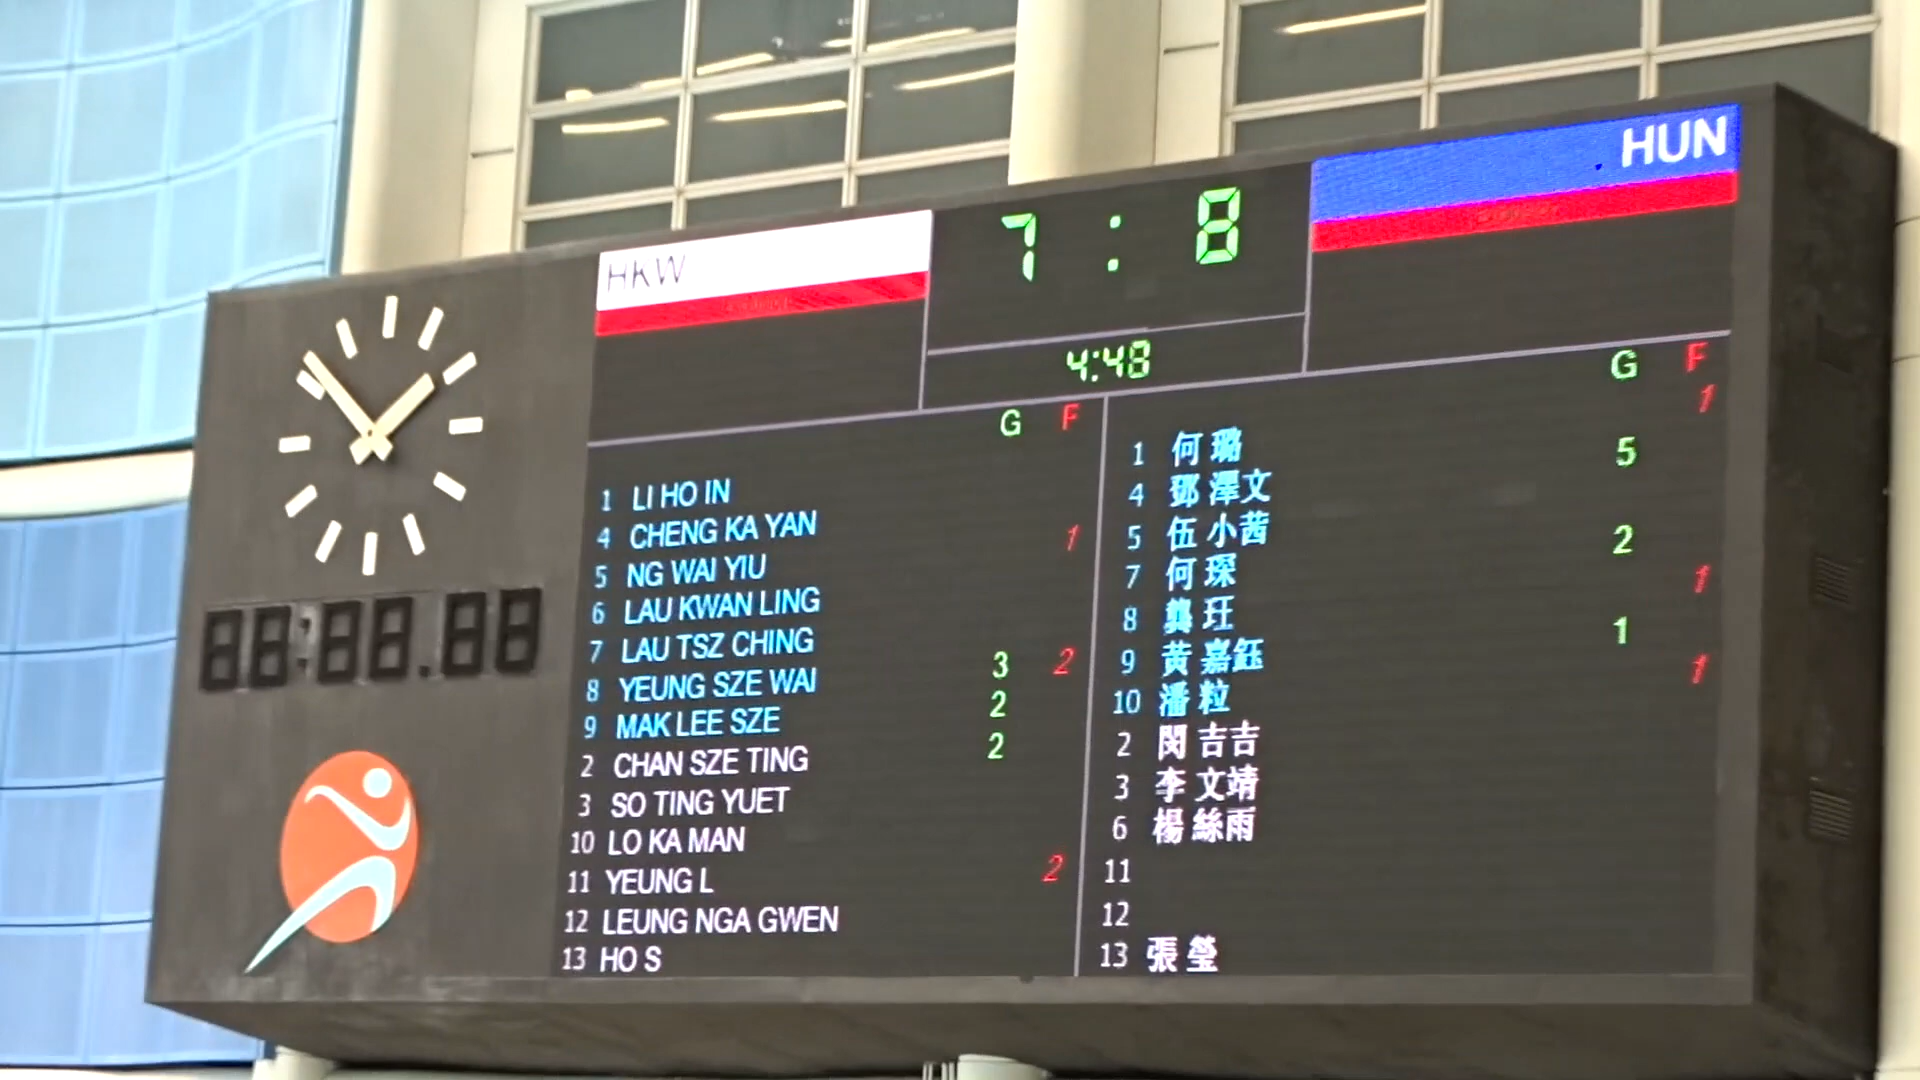 HUN
HKW
7 : 8
4:48
G F
1 LI HO IN
4 CHENG KA YAN
5 NG WAI YIU 1
6 LAU KWAN LING
7 LAU TSZ CHING
8 YEUNG SZE WAI 3 2
9 MAK LEE SZE 2
2 CHAN SZE TING 2
3 SO TING YUET
10 LO KA MAN
11 YEUNG L 2
12 LEUNG NGA GWEN
13 HO S
G F
1 何 璐 1
4 鄧 澤文 5
5 伍 小茜
7 何 琛 2
8 龔 玨 1
9 黃 嘉鈺 1
10 潘 粒 1
2 閔 吉吉
3 李 文靖
6 楊 絲雨
11
12
13 張 瑩